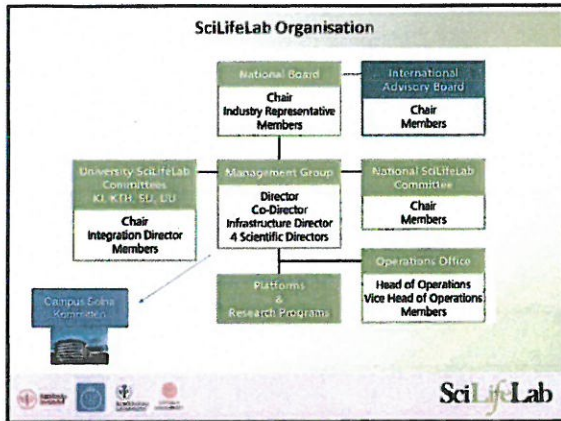 SciLifeLab Organisation
National Board
Chair
Industry Representative
Members
International
Advisory Board
Chair
Members
University SciLifeLab
Committees
KI, KTH, SU, UU
Chair
Integration Director
Members
Management Group
Director
Co-Director
Infrastructure Director
4 Scientific Directors
National SciLifeLab
Committee
Chair
Members
Platforms
&
Research Programs
Operations Office
Head of Operations
Vice Head of Operations
Members
Campus Solna
Kommittén
SciLifeLab